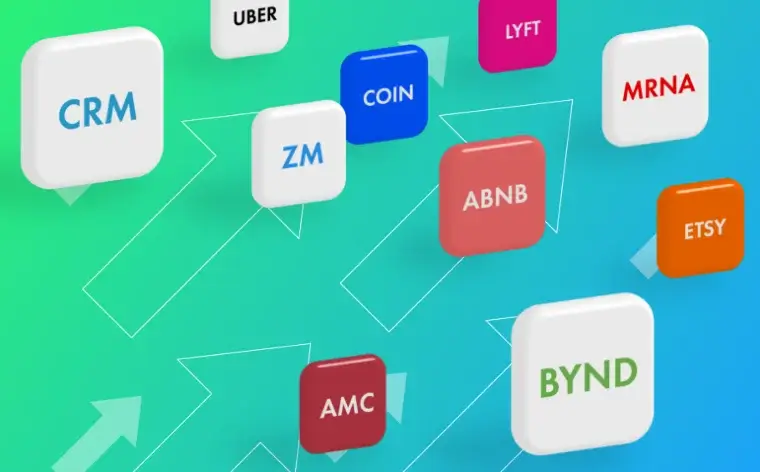 UBER
LYFT
CRM
COIN
MRNA
ZM
ABNB
ETSY
BYND
AMC